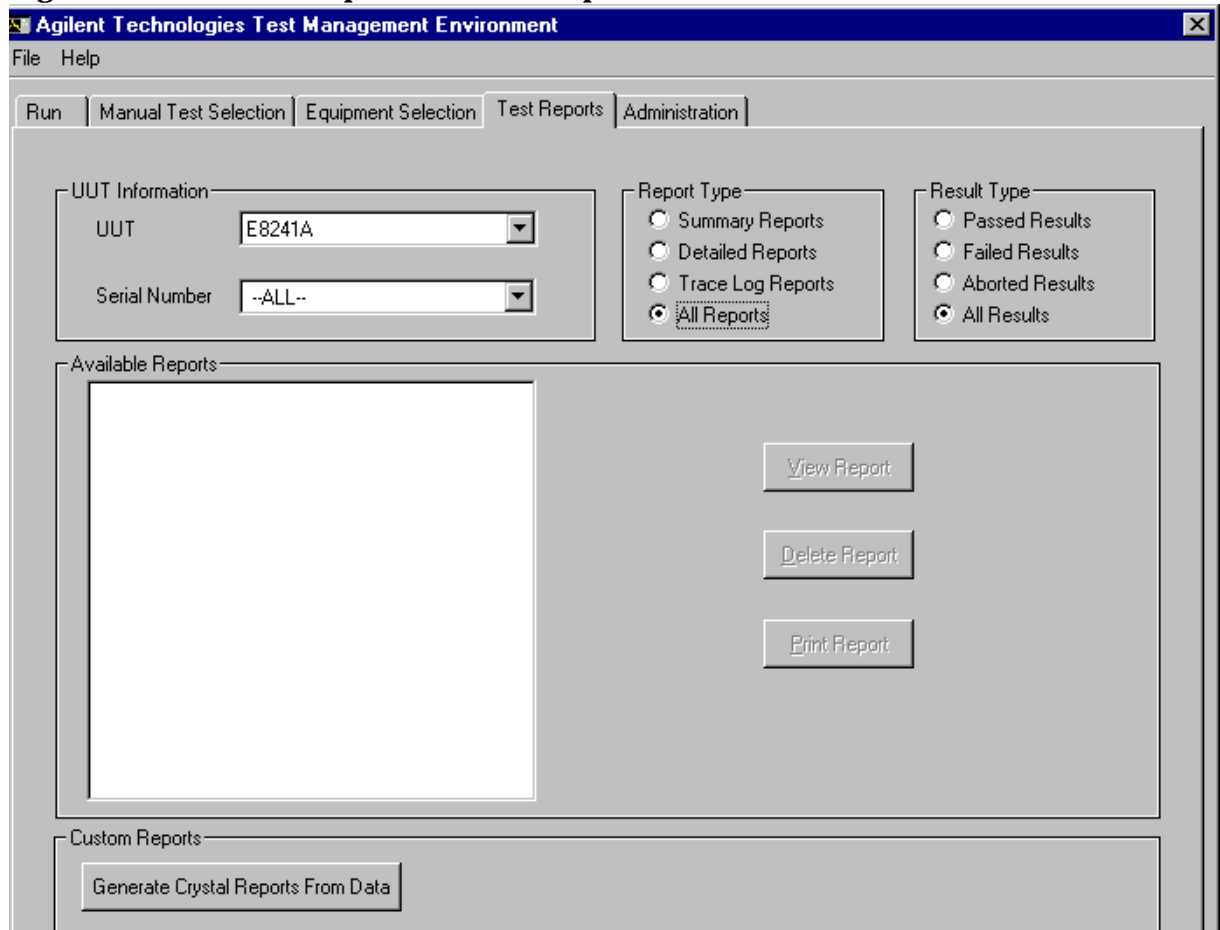 Agilent Technologies Test Management Environment
File Help
Run Manual Test Selection Equipment Selection Test Reports Administration
UUT Information
UUT E8241A
Serial Number --ALL--
Report Type
Summary Reports
Detailed Reports
Trace Log Reports
All Reports
Result Type
Passed Results
Failed Results
Aborted Results
All Results
Available Reports
View Report
Delete Report
Print Report
Custom Reports
Generate Crystal Reports From Data